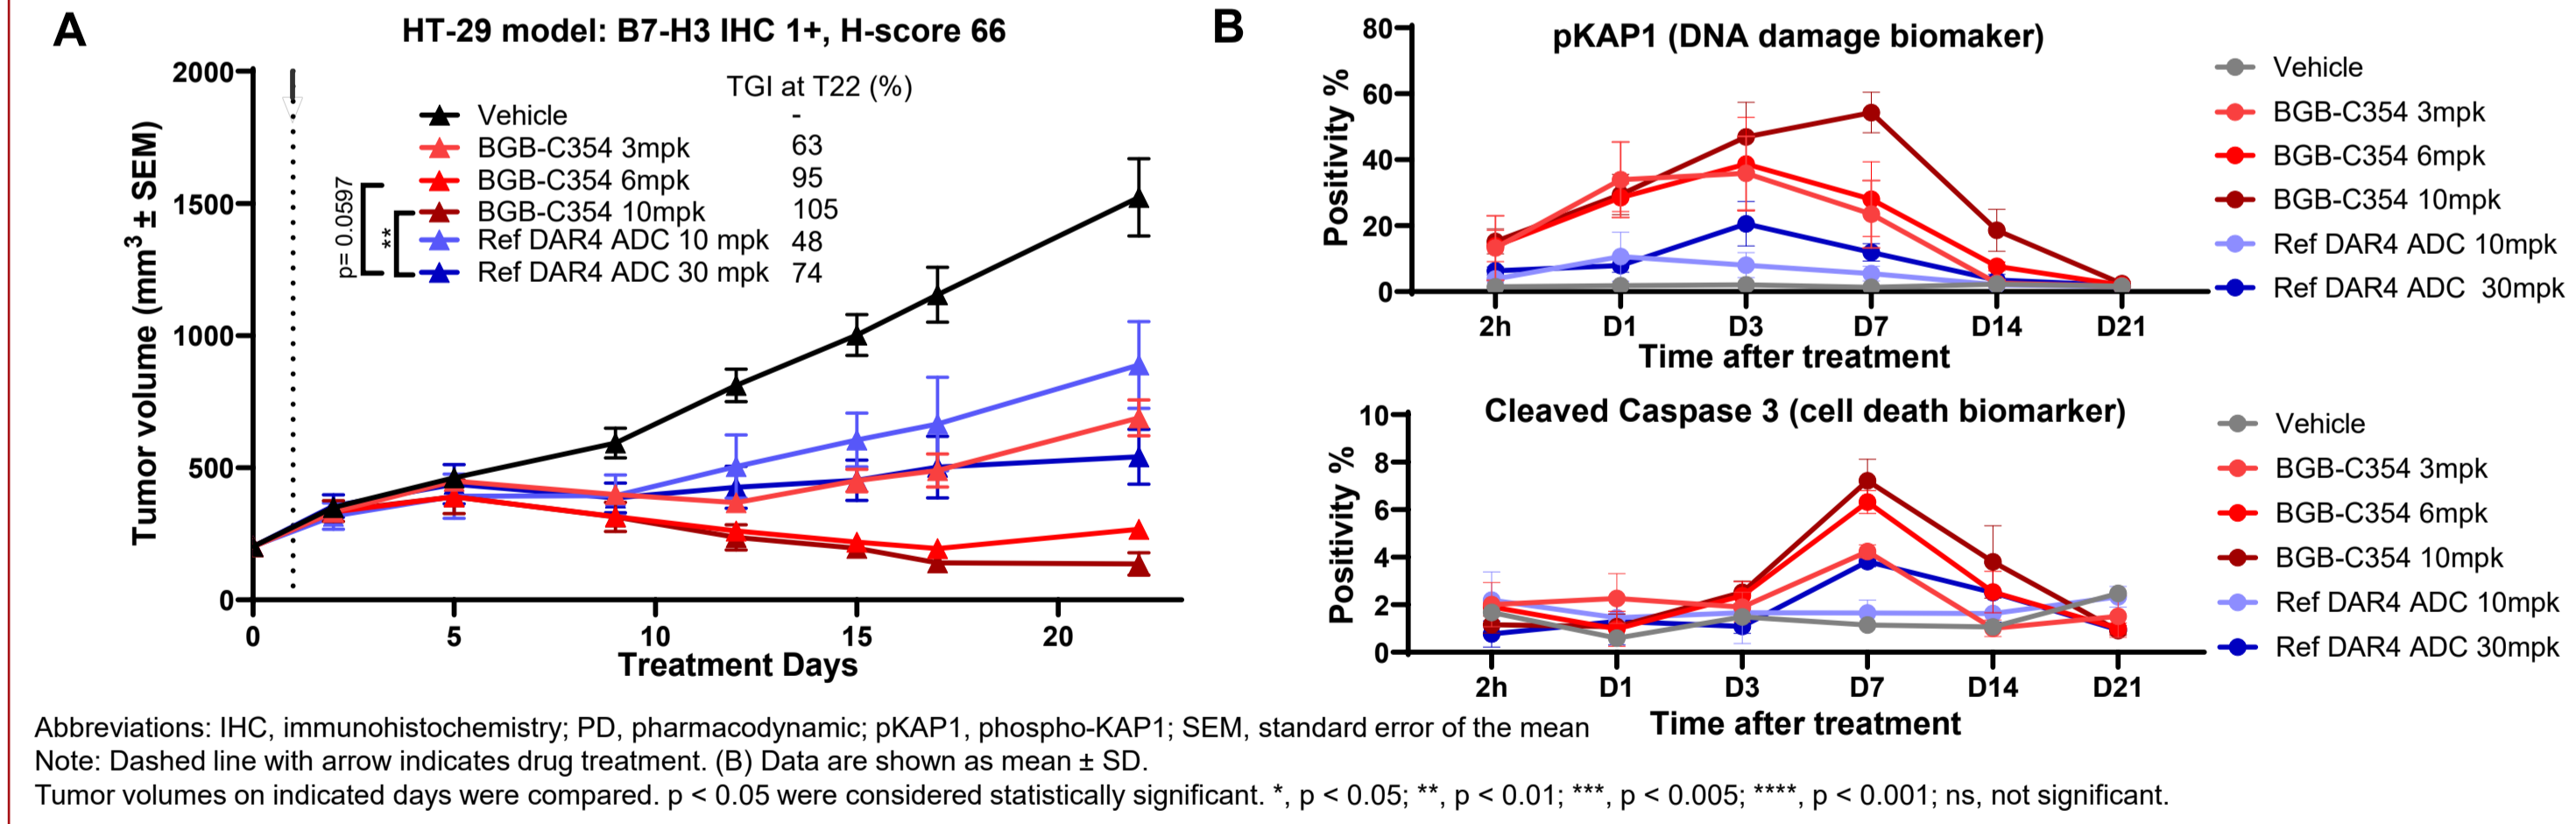 A
HT-29 model: B7-H3 IHC 1+, H-score 66
TGI at T22 (%)
Vehicle -
BGB-C354 3mpk 63
BGB-C354 6mpk 95
BGB-C354 10mpk 105
Ref DAR4 ADC 10 mpk 48
Ref DAR4 ADC 30 mpk 74
p= 0.0597
**
Tumor volume (mm³ ± SEM)
2000
1500
1000
500
0
0 5 10 15 20
Treatment Days
B
pKAP1 (DNA damage biomaker)
Positivity %
80
60
40
20
0
2h D1 D3 D7 D14 D21
Time after treatment
Vehicle
BGB-C354 3mpk
BGB-C354 6mpk
BGB-C354 10mpk
Ref DAR4 ADC 10mpk
Ref DAR4 ADC 30mpk
Cleaved Caspase 3 (cell death biomarker)
Positivity %
10
8
6
4
2
0
2h D1 D3 D7 D14 D21
Time after treatment
Vehicle
BGB-C354 3mpk
BGB-C354 6mpk
BGB-C354 10mpk
Ref DAR4 ADC 10mpk
Ref DAR4 ADC 30mpk
Abbreviations: IHC, immunohistochemistry; PD, pharmacodynamic; pKAP1, phospho-KAP1; SEM, standard error of the mean
Note: Dashed line with arrow indicates drug treatment. (B) Data are shown as mean ± SD.
Tumor volumes on indicated days were compared. p < 0.05 were considered statistically significant. *, p < 0.05; **, p < 0.01; ***, p < 0.005; ****, p < 0.001; ns, not significant.